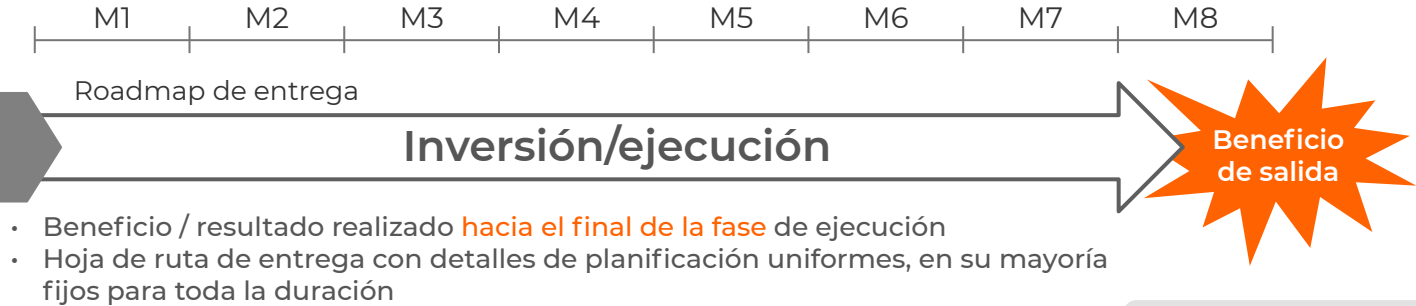 M1 M2 M3 M4 M5 M6 M7 M8
Roadmap de entrega
Inversión/ejecución
Beneficio
de salida
• Beneficio / resultado realizado hacia el final de la fase de ejecución
• Hoja de ruta de entrega con detalles de planificación uniformes, en su mayoría
fijos para toda la duración